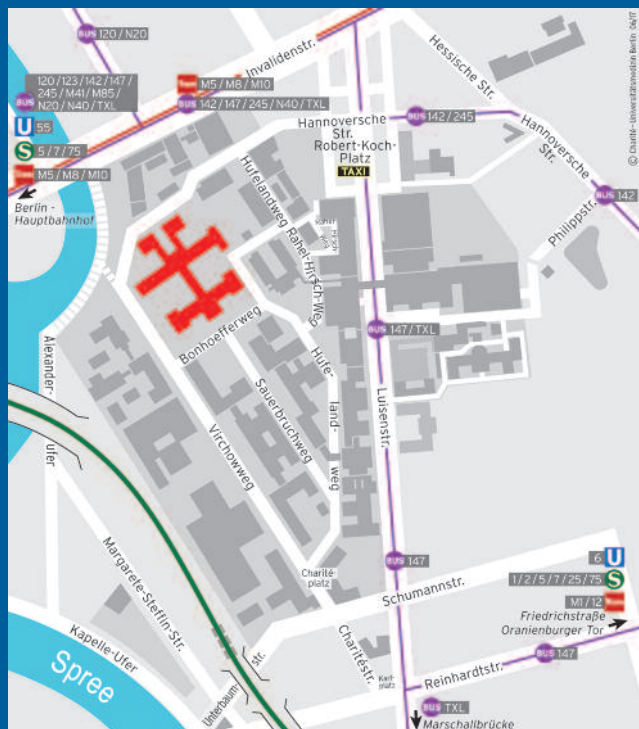 BUS 120 / N20
120 / 123 / 142 / 147
/ 245 / M41 / M85 /
N20 / N40 / TXL
BUS
U 55
S 5 / 7 / 75
M5 / M8 / M10
Berlin -
Hauptbahnhof
M5 / M8 / M10
BUS 142 / 147 / 245 / N40 / TXL
Invalidenstr.
Hessische Str.
© Charité - Universitätsmedizin Berlin 06/17
Hannoversche
Str.
BUS 142 / 245
Robert-Koch-
Platz
TAXI
Hannoversche
Str.
BUS 142
Philippstr.
Hufelandweg
Rahel-Hirsch-Weg
BUS 147 / TXL
Bonhoefferweg
Hufe-
land-
weg
Sauerbruchweg
Luisenstr.
Virchowweg
Alexander-
ufer
Margarete-Steffin-Str.
Charité
platz
BUS 147
Schumannstr.
U 6
S 1 / 2 / 5 / 7 / 25 / 75
M1 / 12
Friedrichstraße
Oranienburger Tor
Kapelle-Ufer
Spree
Unterbaum-
str.
Charitéstr.
Karl-
platz
Reinhardtstr.
BUS 147
BUS TXL
Marschallbrücke